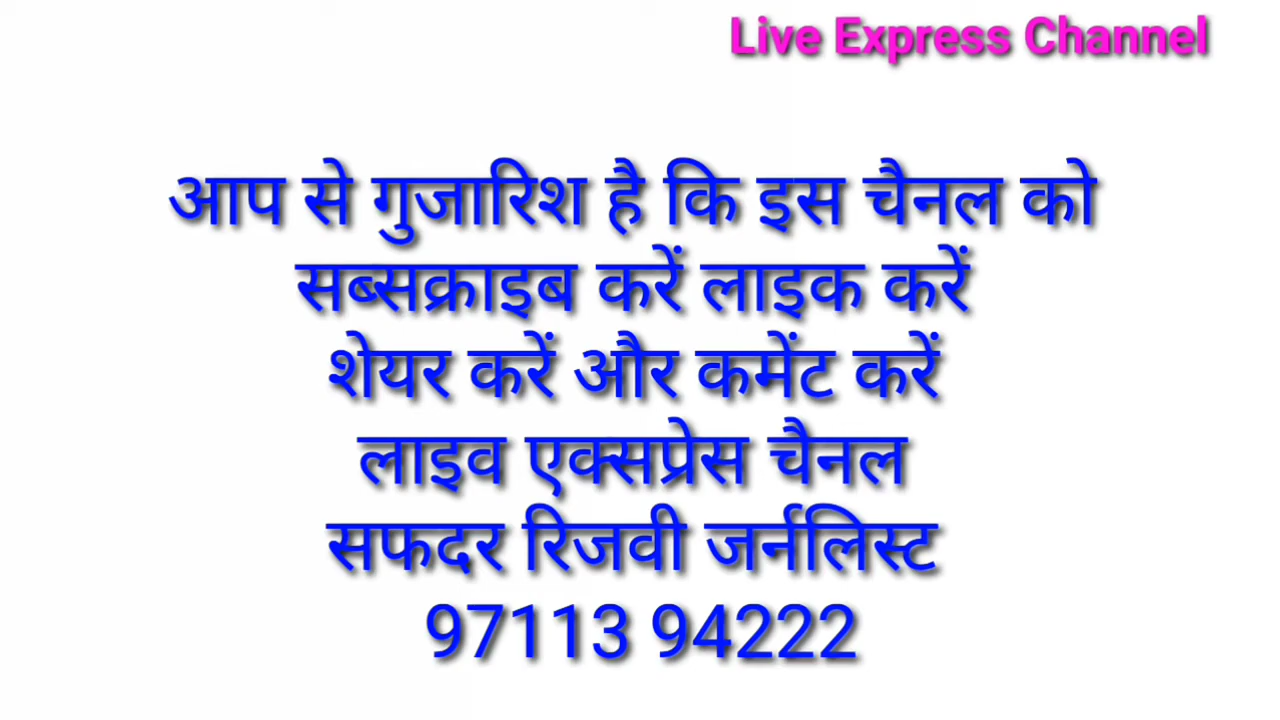 Live Express Channel
आप से गुजारिश है कि इस चैनल को
सब्सक्राइब करें लाइक करें
शेयर करें और कमेंट करें
लाइव एक्सप्रेस चैनल
सफदर रिजवी जर्नलिस्ट
97113 94222